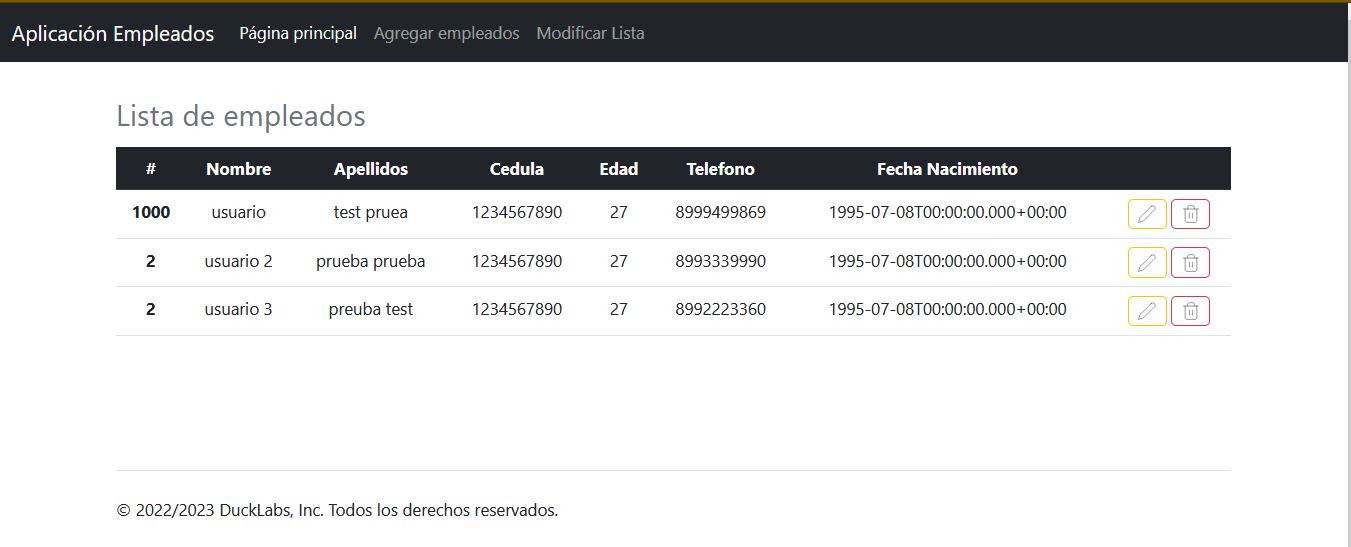 Aplicación Empleados Página principal Agregar empleados Modificar Lista
Lista de empleados
# Nombre Apellidos Cedula Edad Telefono Fecha Nacimiento
1000 usuario test pruea 1234567890 27 8999499869 1995-07-08T00:00:00.000+00:00
2 usuario 2 prueba prueba 1234567890 27 8993339990 1995-07-08T00:00:00.000+00:00
2 usuario 3 preuba test 1234567890 27 8992223360 1995-07-08T00:00:00.000+00:00
© 2022/2023 DuckLabs, Inc. Todos los derechos reservados.